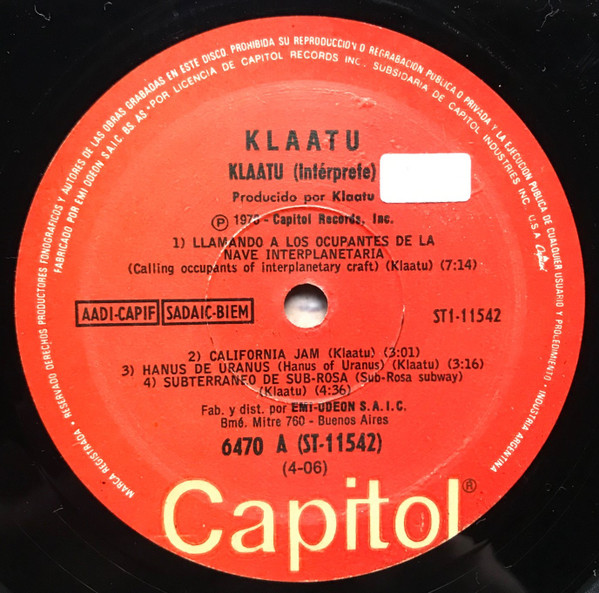 MARCA REGISTRADA • RESERVADO DERECHOS PRODUCTORES FONOGRAFICOS Y AUTORES DE LAS OBRAS GRABADAS EN ESTE DISCO. PROHIBIDA SU REPRODUCCION O REGRABACION PUBLICA O PRIVADA Y LA EJECUCION PUBLICA DE CUALQUIER USUARIO Y PROCEDIMIENTO • INDUSTRIA ARGENTINA
FABRICADO POR EMI ODEON S.A.I.C. BS. AS • POR LICENCIA DE CAPITOL RECORDS INC. SUBSIDIARIA DE CAPITOL INDUSTRIES INC. U.S.A. Capitol
KLAATU
KLAATU (Intérprete)
Producido por Klaatu
Ⓟ 1976 - Capitol Records, Inc.
1) LLAMANDO A LOS OCUPANTES DE LA
NAVE INTERPLANETARIA
(Calling occupants of interplanetary craft) (Klaatu) (7:14)
AADI-CAPIF SADAIC-BIEM
ST1-11542
2) CALIFORNIA JAM (Klaatu) (3:01)
3) HANUS DE URANUS (Hanus of Uranus) (Klaatu) (3:16)
4) SUBTERRANEO DE SUB-ROSA (Sub-Rosa subway)
(Klaatu) (4:36)
Fab. y dist. por EMI-ODEON S.A.I.C.
Bmé. Mitre 760 - Buenos Aires
6470 A (ST-11542)
(4-06)
Capitol®